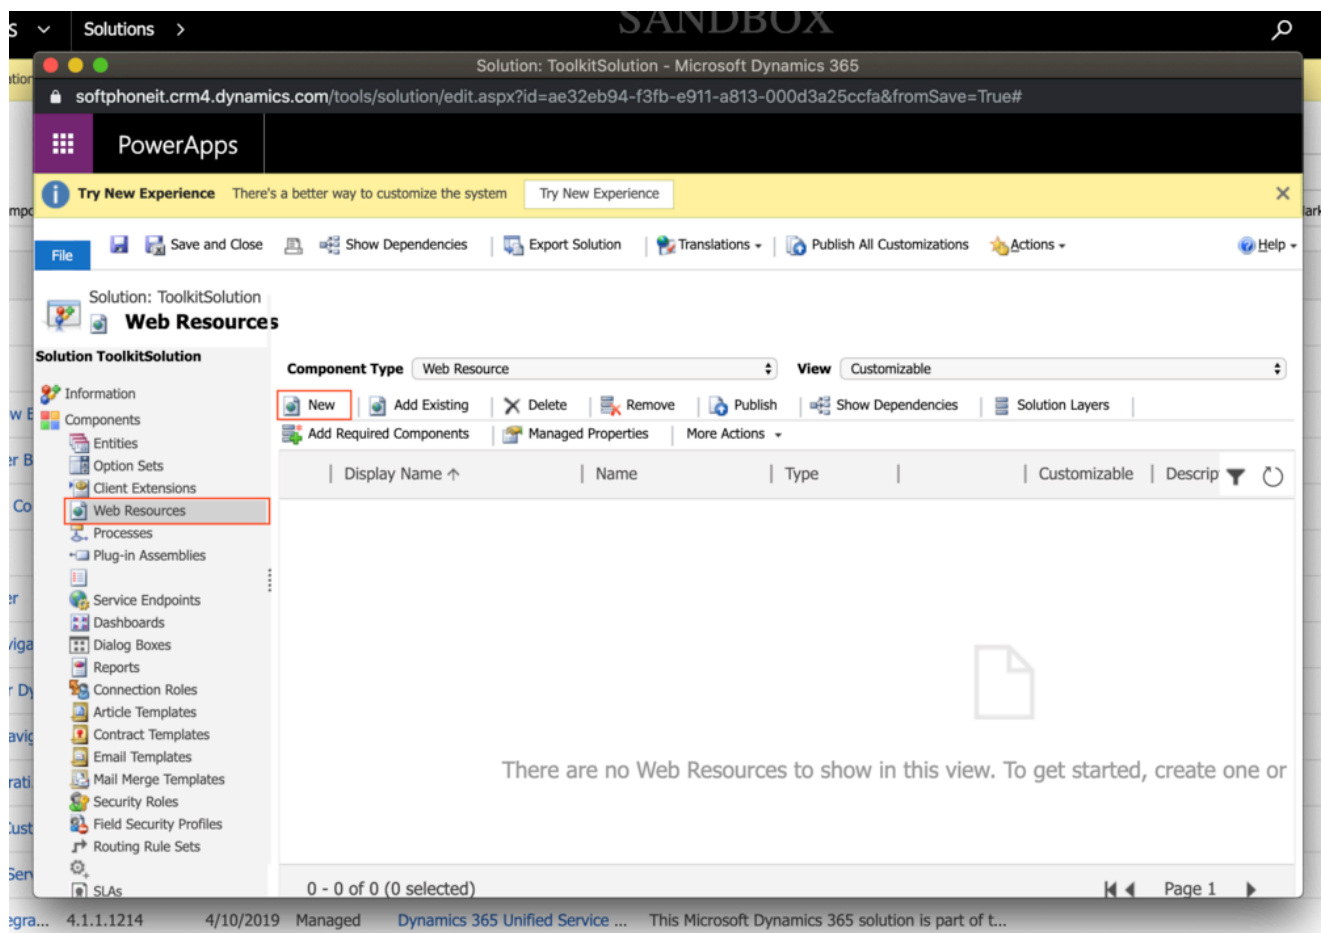 SANDBOX
S Solutions >
Solution: ToolkitSolution - Microsoft Dynamics 365
softphoneit.crm4.dynamics.com/tools/solution/edit.aspx?id=ae32eb94-f3fb-e911-a813-000d3a25ccfa&fromSave=True#
PowerApps
Try New Experience There's a better way to customize the system Try New Experience
File Save and Close Show Dependencies Export Solution Translations Publish All Customizations Actions Help
Solution: ToolkitSolution
Web Resources
Solution ToolkitSolution
Component Type Web Resource View Customizable
Information
New Add Existing Delete Remove Publish Show Dependencies Solution Layers
Components
Add Required Components Managed Properties More Actions
Entities
Option Sets
Display Name Name Type Customizable Descrip
Client Extensions
Web Resources
Processes
Plug-in Assemblies
Service Endpoints
Dashboards
Dialog Boxes
Reports
Connection Roles
Article Templates
Contract Templates
Email Templates
There are no Web Resources to show in this view. To get started, create one or
Mail Merge Templates
Security Roles
Field Security Profiles
Routing Rule Sets
SLAs
0 - 0 of 0 (0 selected) Page 1
egra... 4.1.1.1214 4/10/2019 Managed Dynamics 365 Unified Service ... This Microsoft Dynamics 365 solution is part of t...